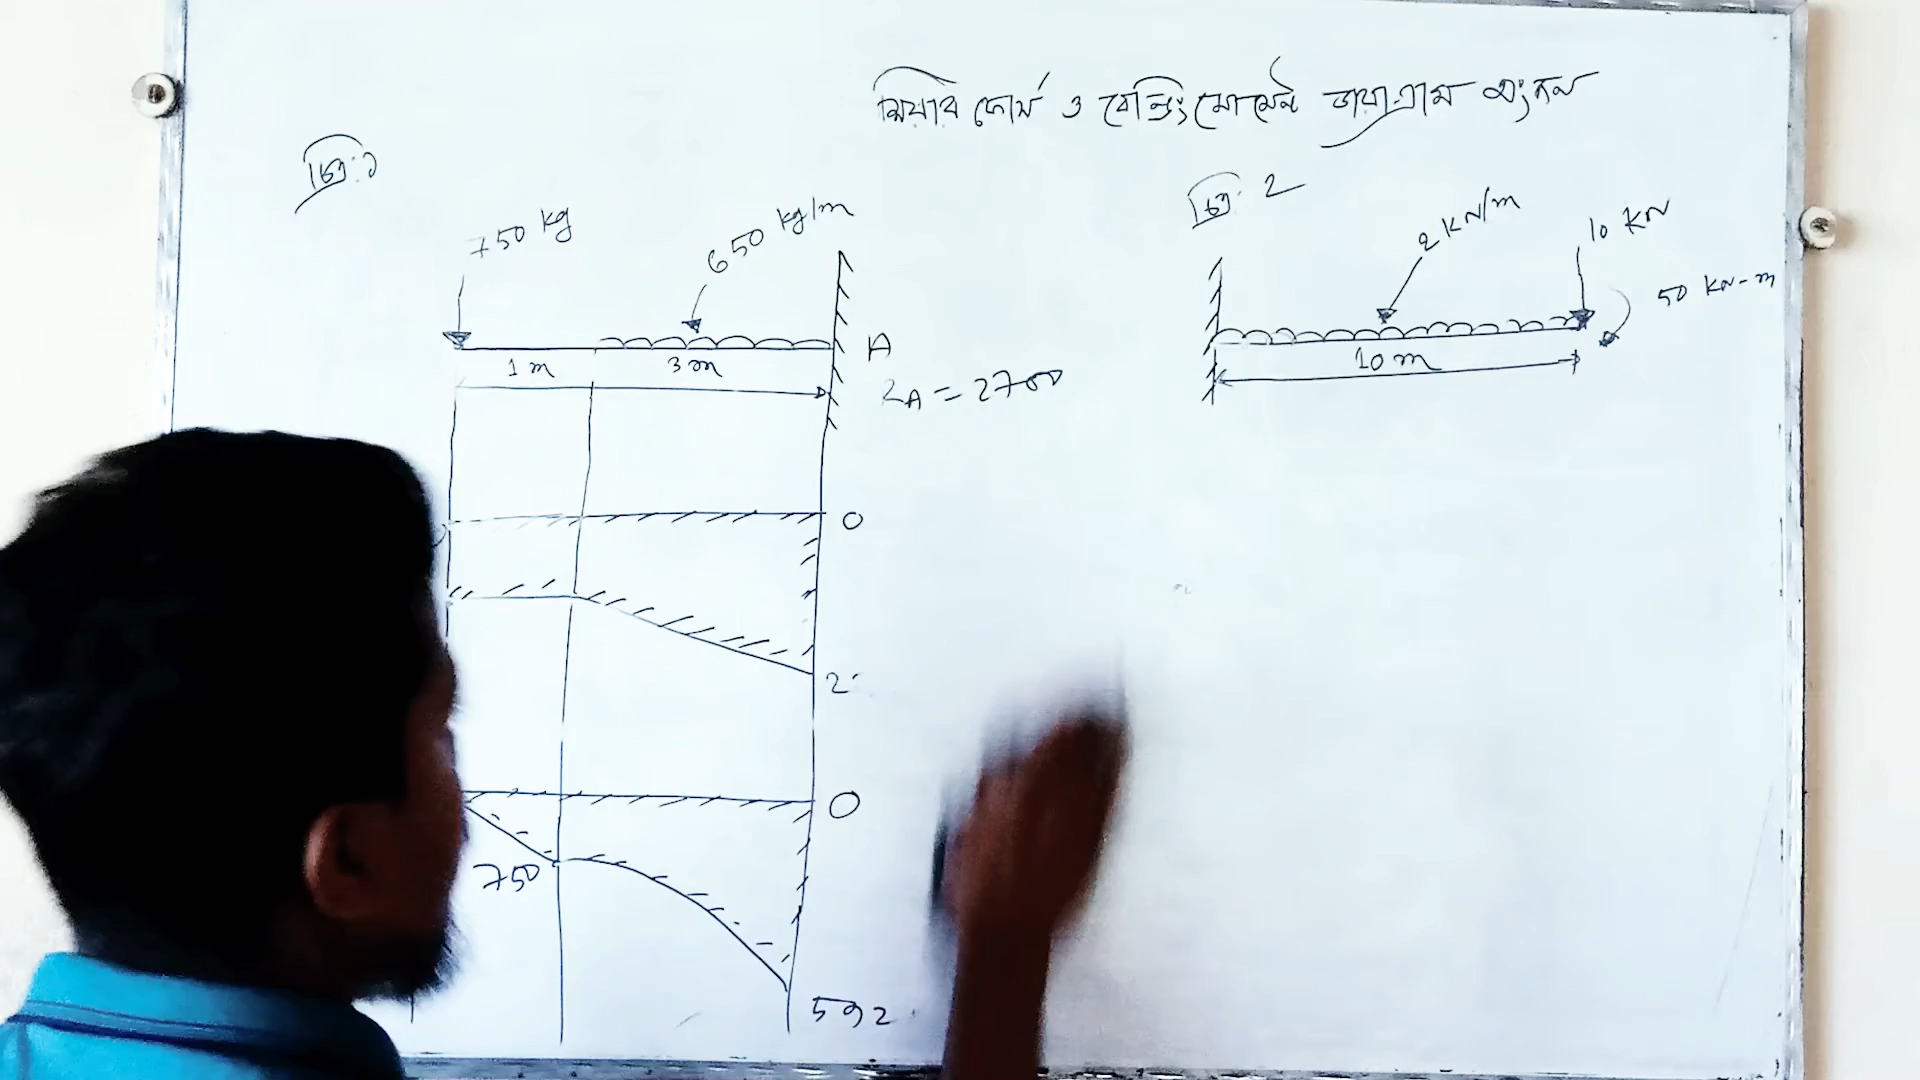 শিয়ার ফোর্স ও বেন্ডিং মোমেন্ট ডায়াগ্রাম অংকন
চিত্র: ১
750 kg
650 kg/m
1 m
3 m
A
RA = 2700
0
0
750
592
চিত্র: 2
2 KN/m
10 KN
50 KN-m
10 m